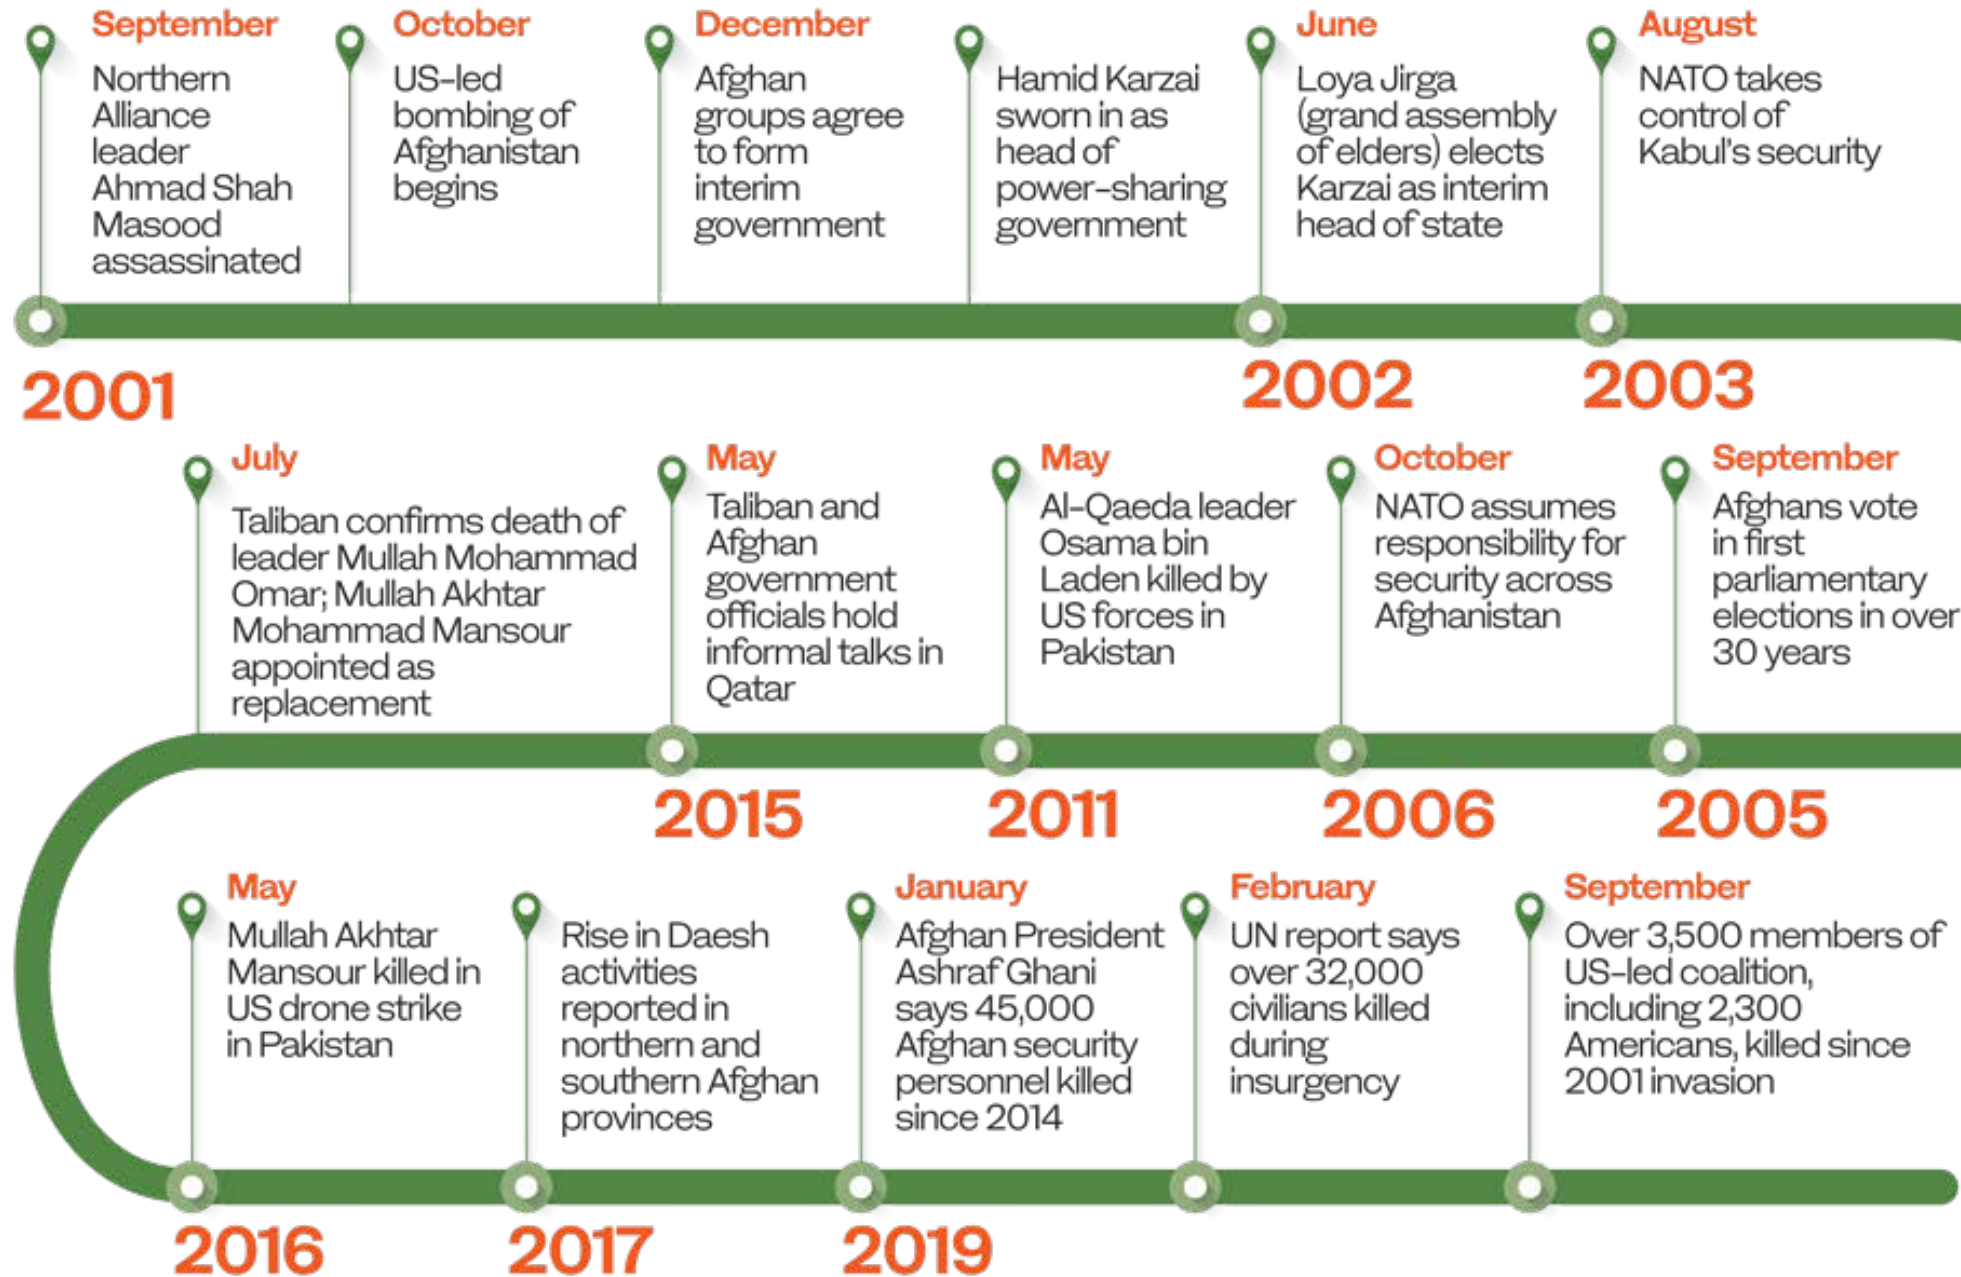 September
Northern
Alliance
leader
Ahmad Shah
Masood
assassinated
October
US-led
bombing of
Afghanistan
begins
December
Afghan
groups agree
to form
interim
government
Hamid Karzai
sworn in as
head of
power-sharing
government
June
Loya Jirga
(grand assembly
of elders) elects
Karzai as interim
head of state
August
NATO takes
control of
Kabul's security
2001
2002
2003
July
Taliban confirms death of
leader Mullah Mohammad
Omar; Mullah Akhtar
Mohammad Mansour
appointed as
replacement
May
Taliban and
Afghan
government
officials hold
informal talks in
Qatar
May
Al-Qaeda leader
Osama bin
Laden killed by
US forces in
Pakistan
October
NATO assumes
responsibility for
security across
Afghanistan
September
Afghans vote
in first
parliamentary
elections in over
30 years
2015
2011
2006
2005
May
Mullah Akhtar
Mansour killed in
US drone strike
in Pakistan
Rise in Daesh
activities
reported in
northern and
southern Afghan
provinces
January
Afghan President
Ashraf Ghani
says 45,000
Afghan security
personnel killed
since 2014
February
UN report says
over 32,000
civilians killed
during
insurgency
September
Over 3,500 members of
US-led coalition,
including 2,300
Americans, killed since
2001 invasion
2016
2017
2019